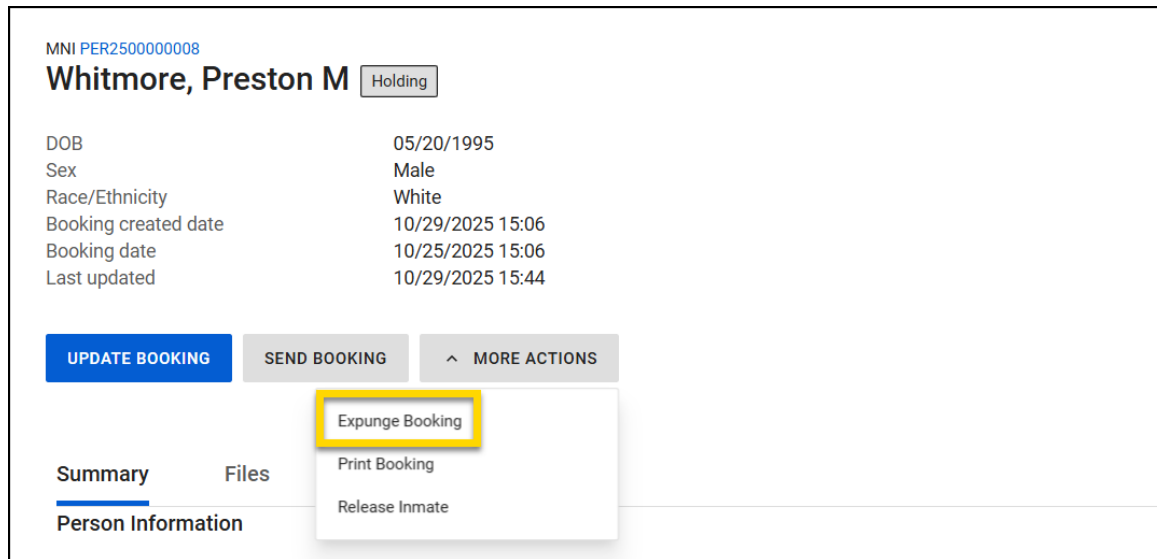 MNI PER2500000008
Whitmore, Preston M Holding
DOB 05/20/1995
Sex Male
Race/Ethnicity White
Booking created date 10/29/2025 15:06
Booking date 10/25/2025 15:06
Last updated 10/29/2025 15:44
UPDATE BOOKING SEND BOOKING MORE ACTIONS
Expunge Booking
Print Booking
Release Inmate
Summary Files
Person Information